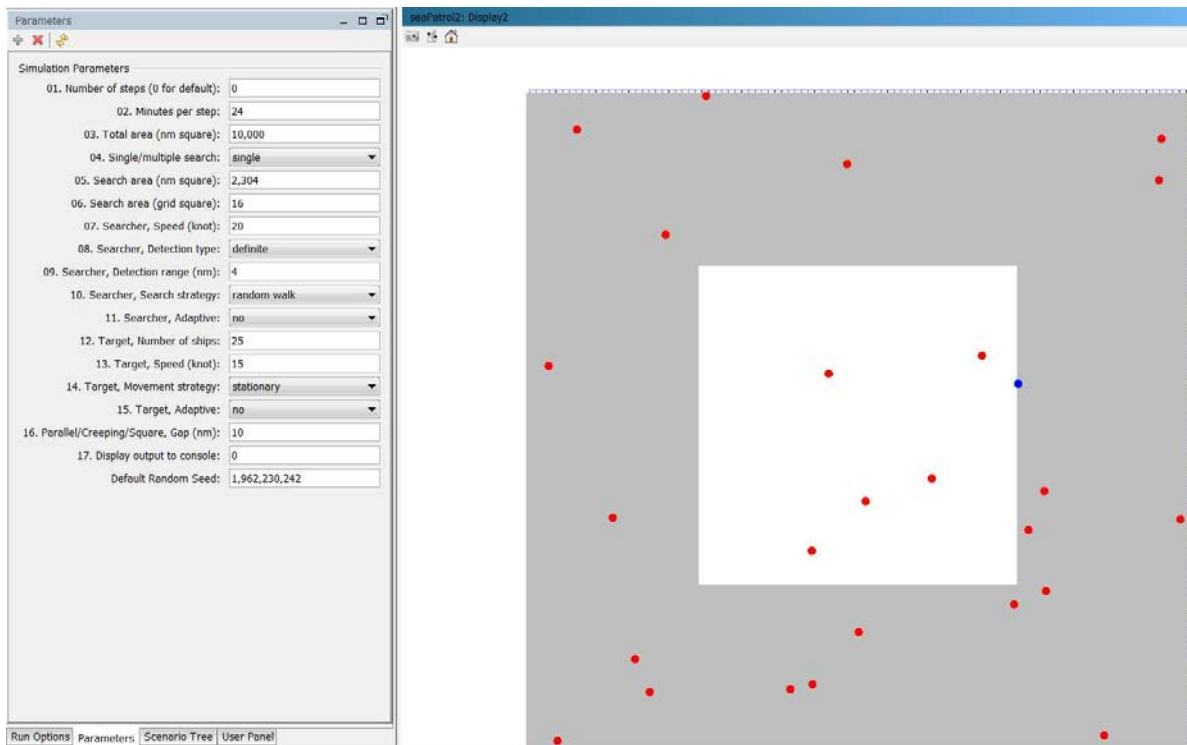 Parameters
Simulation Parameters
01. Number of steps (0 for default): 0
02. Minutes per step: 24
03. Total area (nm square): 10,000
04. Single/multiple search: single
05. Search area (nm square): 2,304
06. Search area (grid square): 16
07. Searcher, Speed (knot): 20
08. Searcher, Detection type: definite
09. Searcher, Detection range (nm): 4
10. Searcher, Search strategy: random walk
11. Searcher, Adaptive: no
12. Target, Number of ships: 25
13. Target, Speed (knot): 15
14. Target, Movement strategy: stationary
15. Target, Adaptive: no
16. Parallel/Creeping/Square, Gap (nm): 10
17. Display output to console: 0
Default Random Seed: 1,962,230,242
Run Options Parameters Scenario Tree User Panel
seaPatrol2: Display2